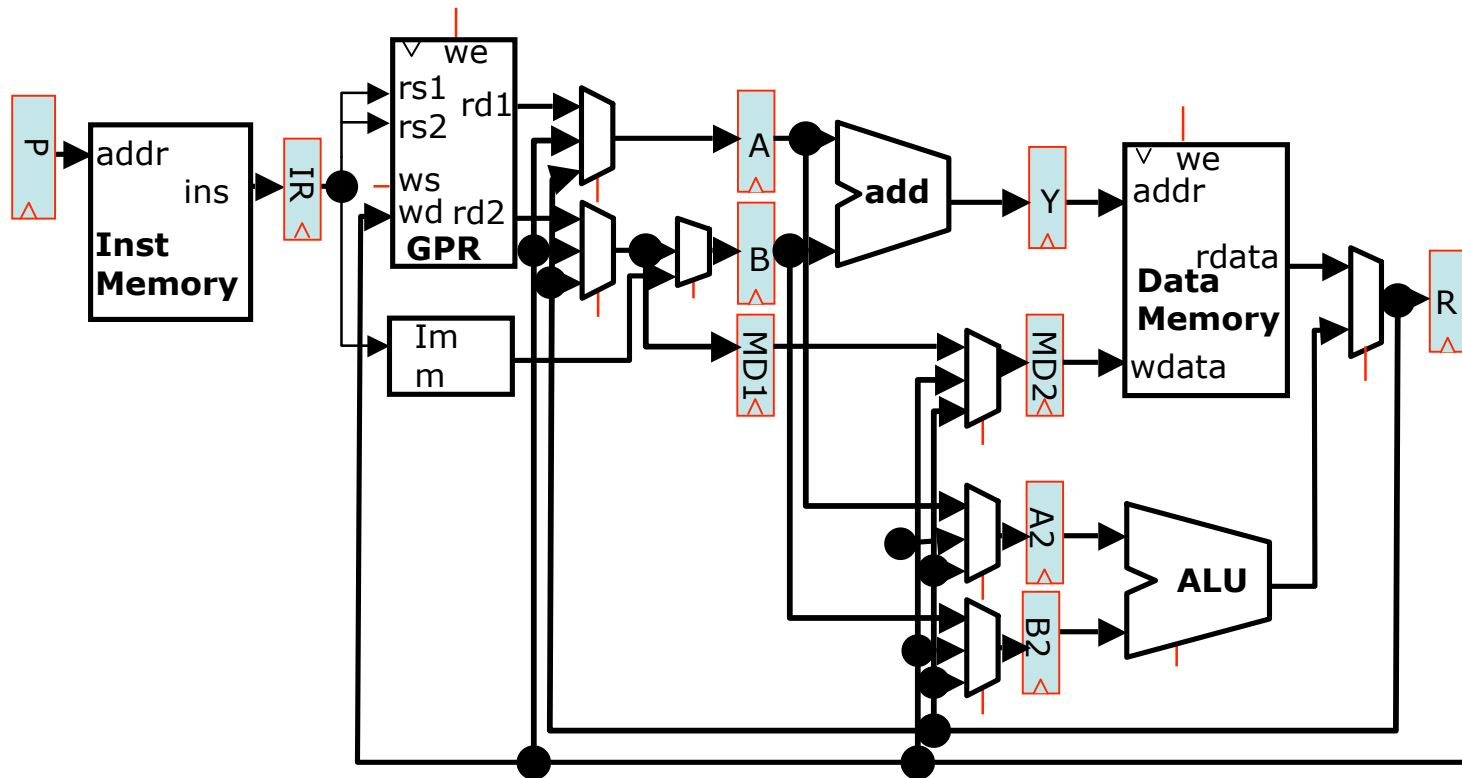 P
addr
ins
Inst
Memory
IR
we
rs1
rs2
rd1
ws
wd
rd2
GPR
Im
m
A
B
MD1
add
Y
MD2
A2
B2
we
addr
rdata
Data
Memory
wdata
ALU
R